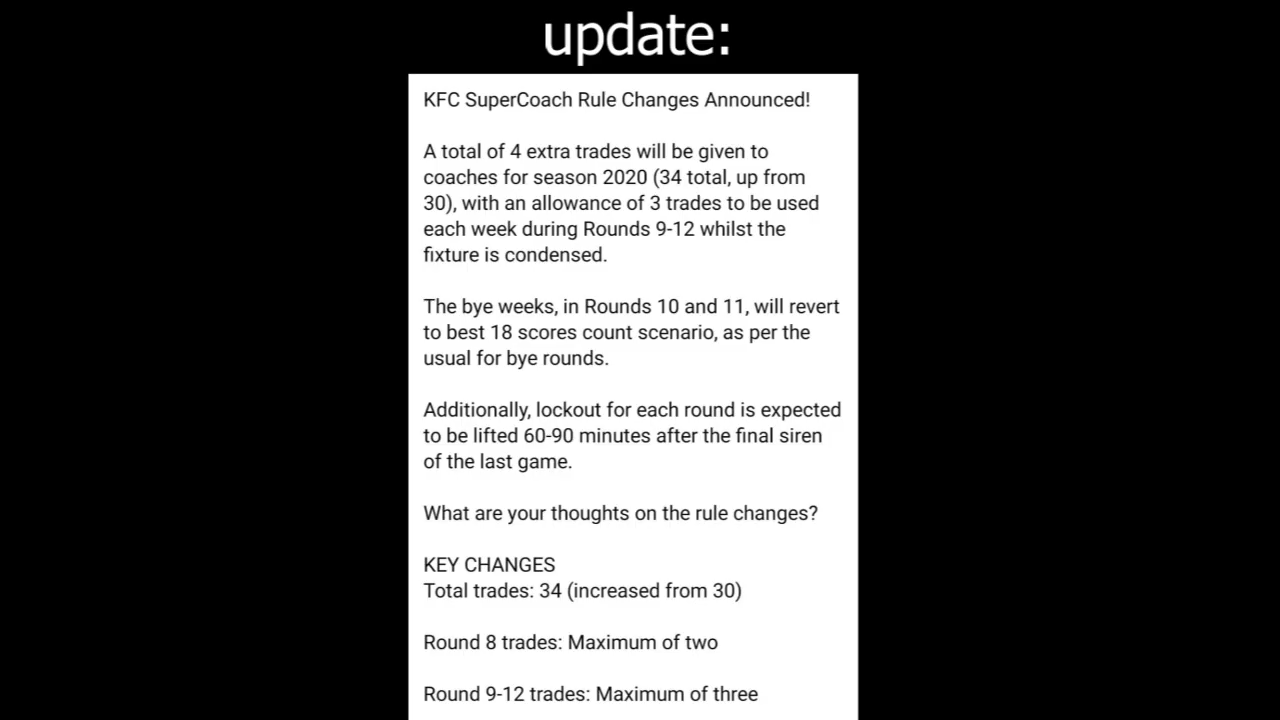 update:
KFC SuperCoach Rule Changes Announced!
A total of 4 extra trades will be given to
coaches for season 2020 (34 total, up from
30), with an allowance of 3 trades to be used
each week during Rounds 9-12 whilst the
fixture is condensed.
The bye weeks, in Rounds 10 and 11, will revert
to best 18 scores count scenario, as per the
usual for bye rounds.
Additionally, lockout for each round is expected
to be lifted 60-90 minutes after the final siren
of the last game.
What are your thoughts on the rule changes?
KEY CHANGES
Total trades: 34 (increased from 30)
Round 8 trades: Maximum of two
Round 9-12 trades: Maximum of three